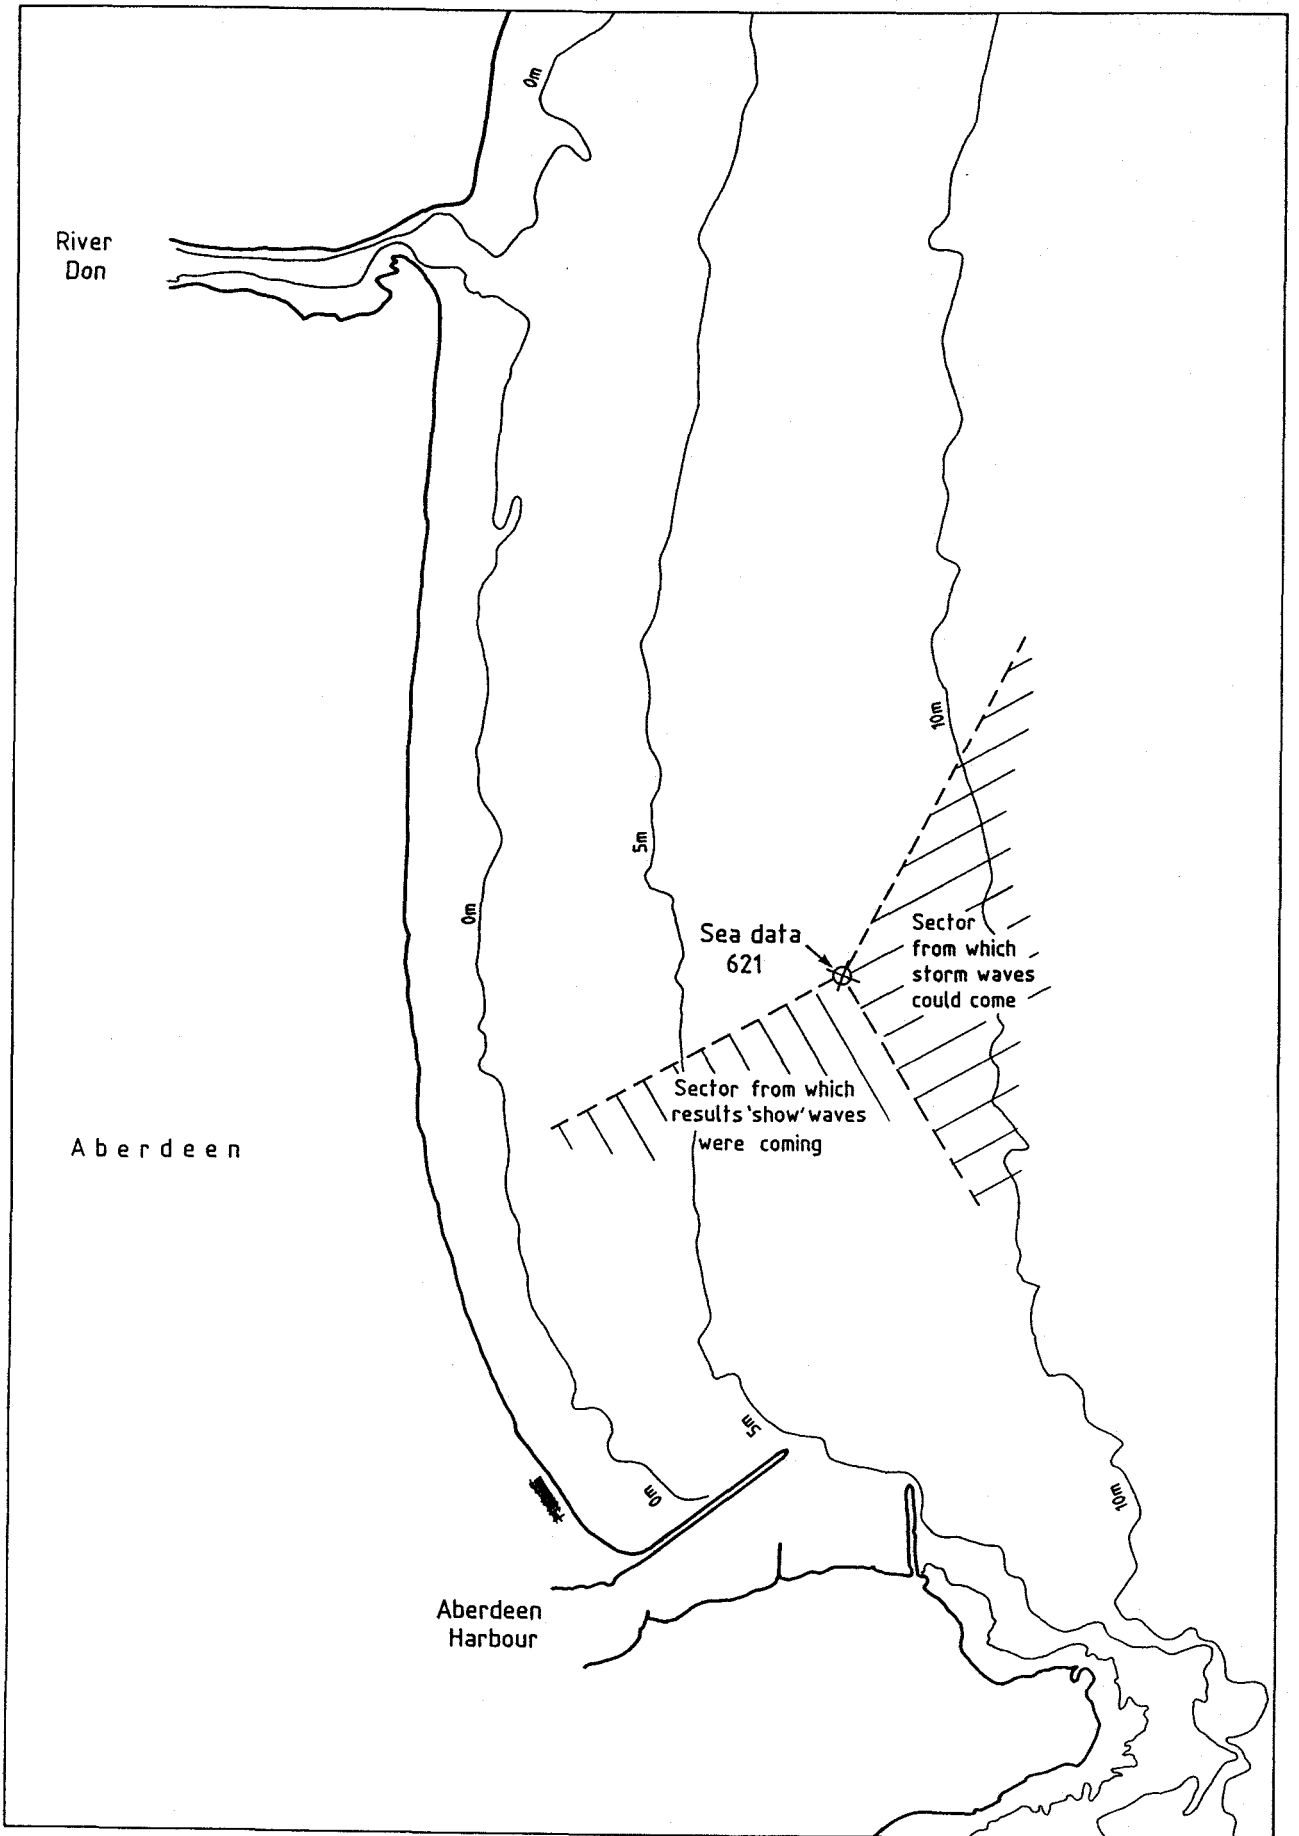 0m
River
Don
10m
5m
0m
Sea data
621
Sector
from which
storm waves
could come
Sector from which
results 'show' waves
were coming
Aberdeen
5m
0m
10m
Aberdeen
Harbour